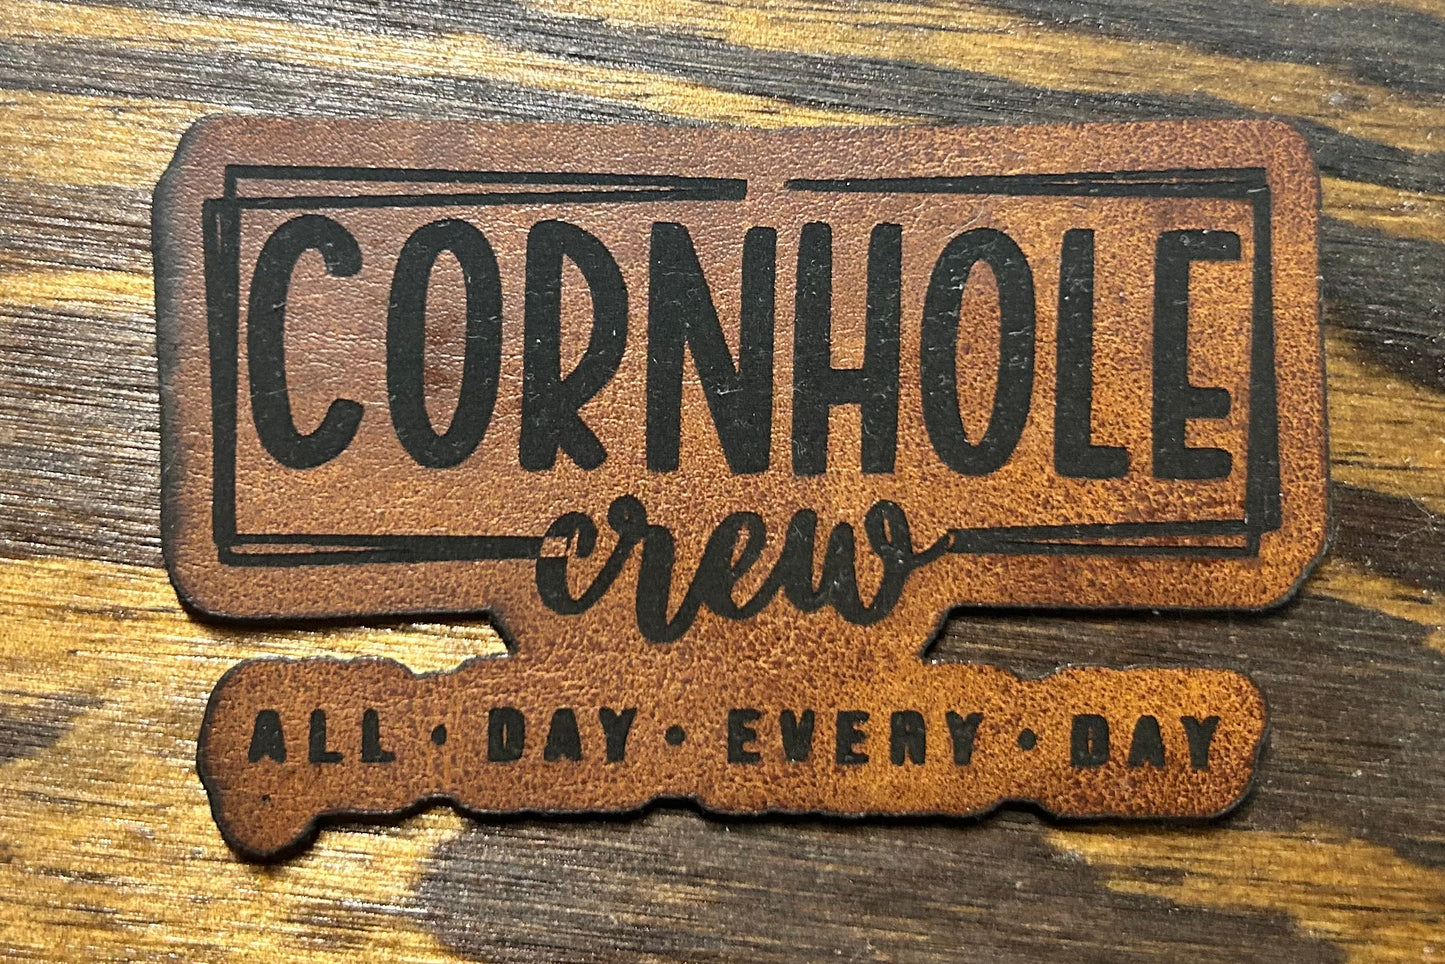 CORNHOLE
crew
ALL • DAY • EVERY • DAY